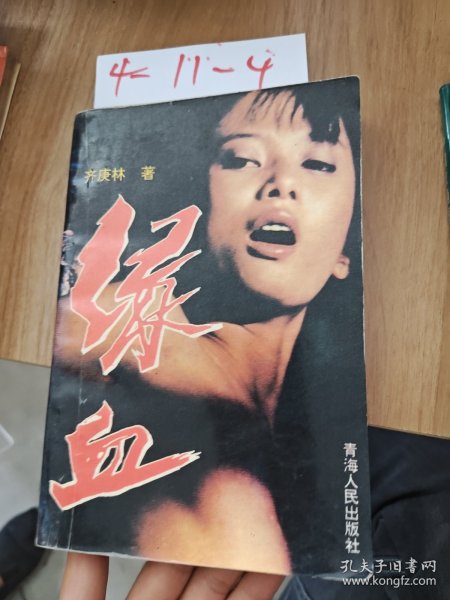 4< 11-4
齐庚林 著
绿血
青海人民出版社
孔夫子旧书网
www.kongfz.com